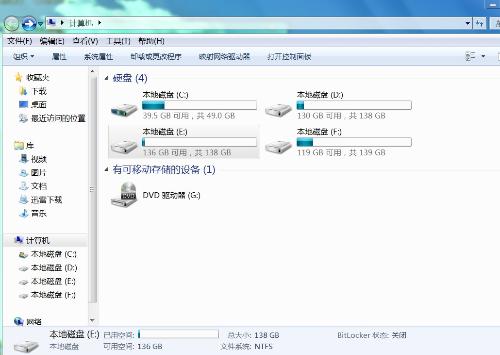 计算机
文件(F) 编辑(E) 查看(V) 工具(T) 帮助(H)
组织 属性 系统属性 卸载或更改程序 映射网络驱动器 打开控制面板
收藏夹
下载
桌面
最近访问的位置
库
视频
图片
文档
迅雷下载
音乐
计算机
本地磁盘 (C:)
本地磁盘 (D:)
本地磁盘 (E:)
本地磁盘 (F:)
网络
硬盘 (4)
本地磁盘 (C:)
39.5 GB 可用，共 49.0 GB
本地磁盘 (D:)
130 GB 可用，共 138 GB
本地磁盘 (E:)
136 GB 可用，共 138 GB
本地磁盘 (F:)
119 GB 可用，共 139 GB
有可移动存储的设备 (1)
DVD
DVD 驱动器 (G:)
本地磁盘 (E:) 已用空间: 总大小: 138 GB BitLocker 状态: 关闭
本地磁盘 可用空间: 136 GB 文件系统: NTFS